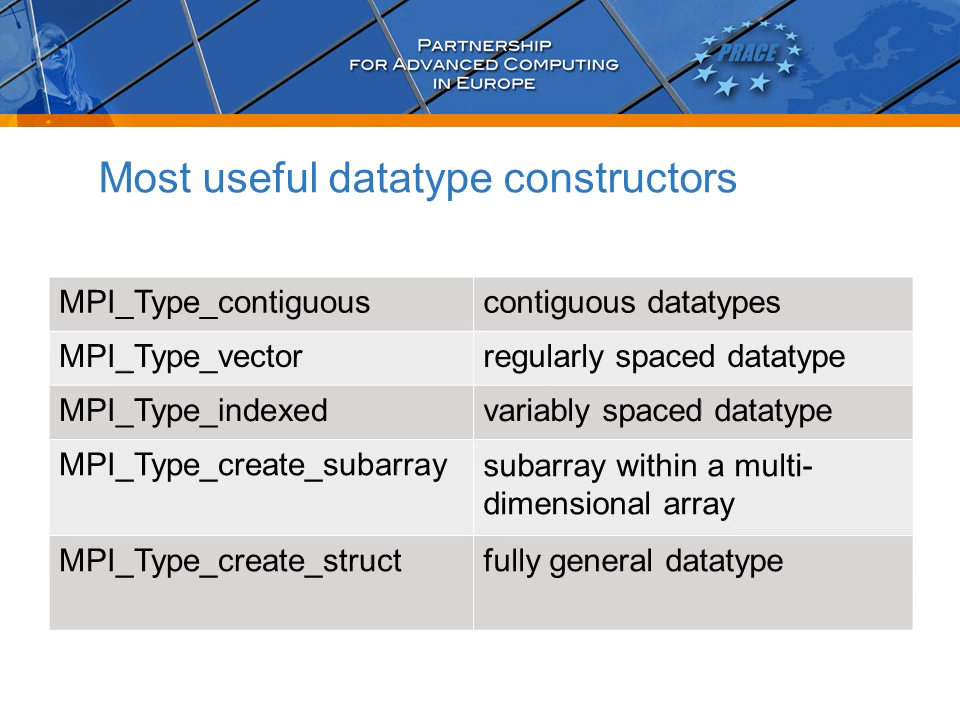 PARTNERSHIP
FOR ADVANCED COMPUTING
IN EUROPE
PRACE
Most useful datatype constructors
MPI_Type_contiguous contiguous datatypes
MPI_Type_vector regularly spaced datatype
MPI_Type_indexed variably spaced datatype
MPI_Type_create_subarray subarray within a multi-
dimensional array
MPI_Type_create_struct fully general datatype